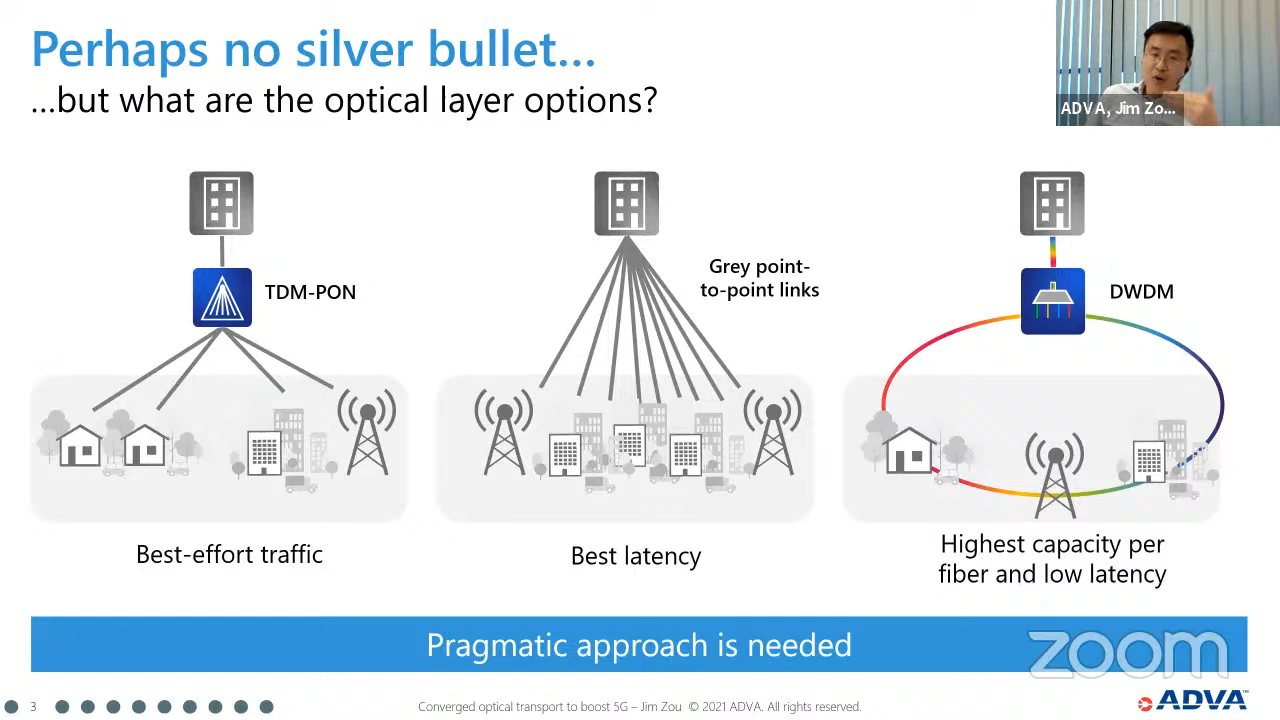 Perhaps no silver bullet...
...but what are the optical layer options?
ADVA, Jim Zo...
TDM-PON
Grey point-
to-point links
DWDM
Best-effort traffic
Best latency
Highest capacity per
fiber and low latency
Pragmatic approach is needed
zoom
3
optical transport to boost 5G – Jim Zou © 2021 ADVA. All rights reserved.
ADVA™